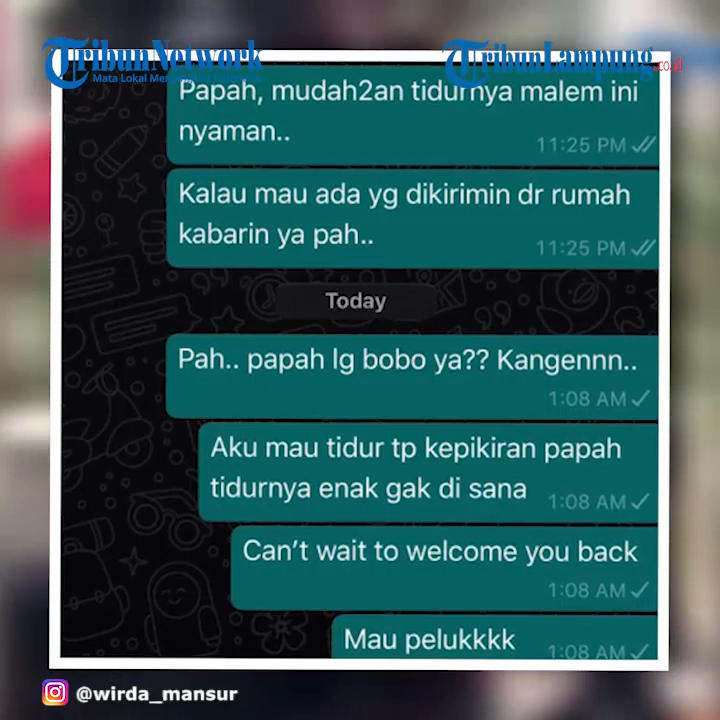 TribunNetwork
TribunLampung.co.id
Papah, mudah2an tidurnya malem ini
nyaman..
11:25 PM
Kalau mau ada yg dikirimin dr rumah
kabarin ya pah..
11:25 PM
Today
Pah.. papah lg bobo ya?? Kangennn..
1:08 AM
Aku mau tidur tp kepikiran papah
tidurnya enak gak di sana
1:08 AM
Can't wait to welcome you back
1:08 AM
Mau pelukkkk
1:08 AM
@wirda_mansur